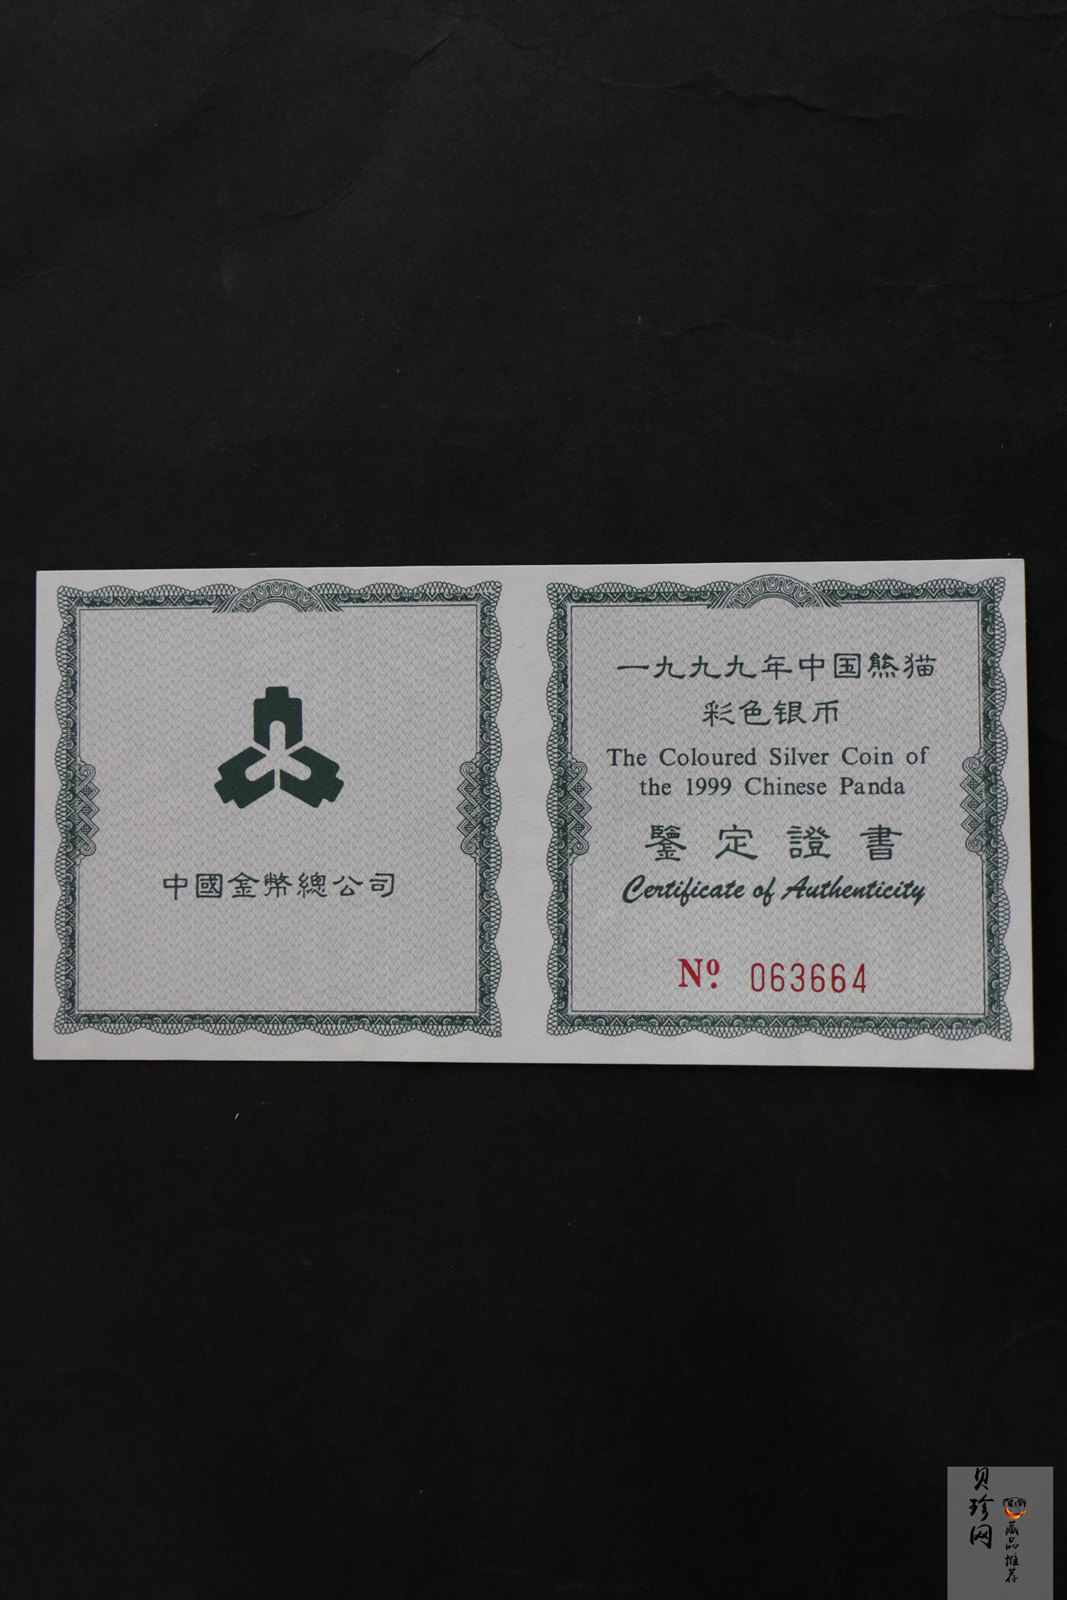 中國金幣總公司
一九九九年中国熊猫
彩色银币
The Coloured Silver Coin of
the 1999 Chinese Panda
鑒定證書
Certificate of Authenticity
Nº. 063664
贝珍网
藏品推荐